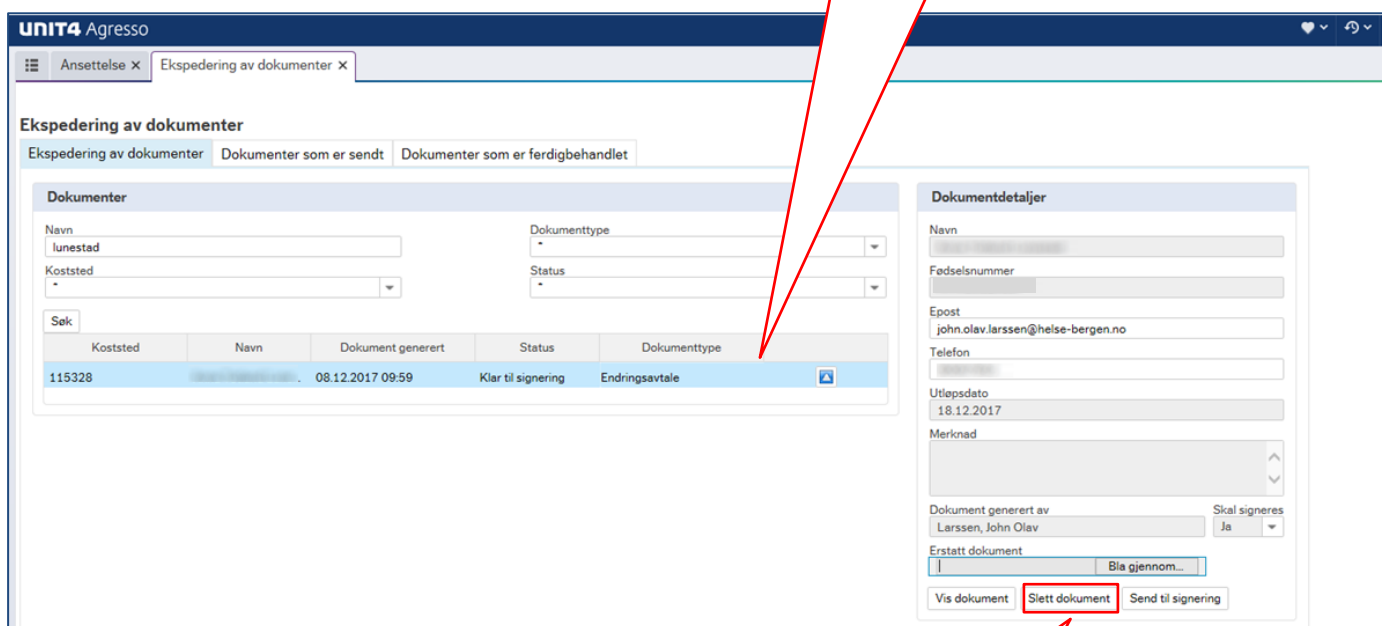 UNIT4 Agresso
Ansettelse ×
Ekspedering av dokumenter ×
Ekspedering av dokumenter
Ekspedering av dokumenter
Dokumenter som er sendt
Dokumenter som er ferdigbehandlet
Dokumenter
Navn
lunestad
Dokumenttype
*
Koststed
*
Status
*
Søk
Koststed Navn Dokument generert Status Dokumenttype
115328 08.12.2017 09:59 Klar til signering Endringsavtale
Dokumentdetaljer
Navn
Fødselsnummer
Epost
john.olav.larssen@helse-bergen.no
Telefon
Utløpsdato
18.12.2017
Merknad
Dokument generert av Skal signeres
Larssen, John Olav Ja
Erstatt dokument
Bla gjennom...
Vis dokument Slett dokument Send til signering